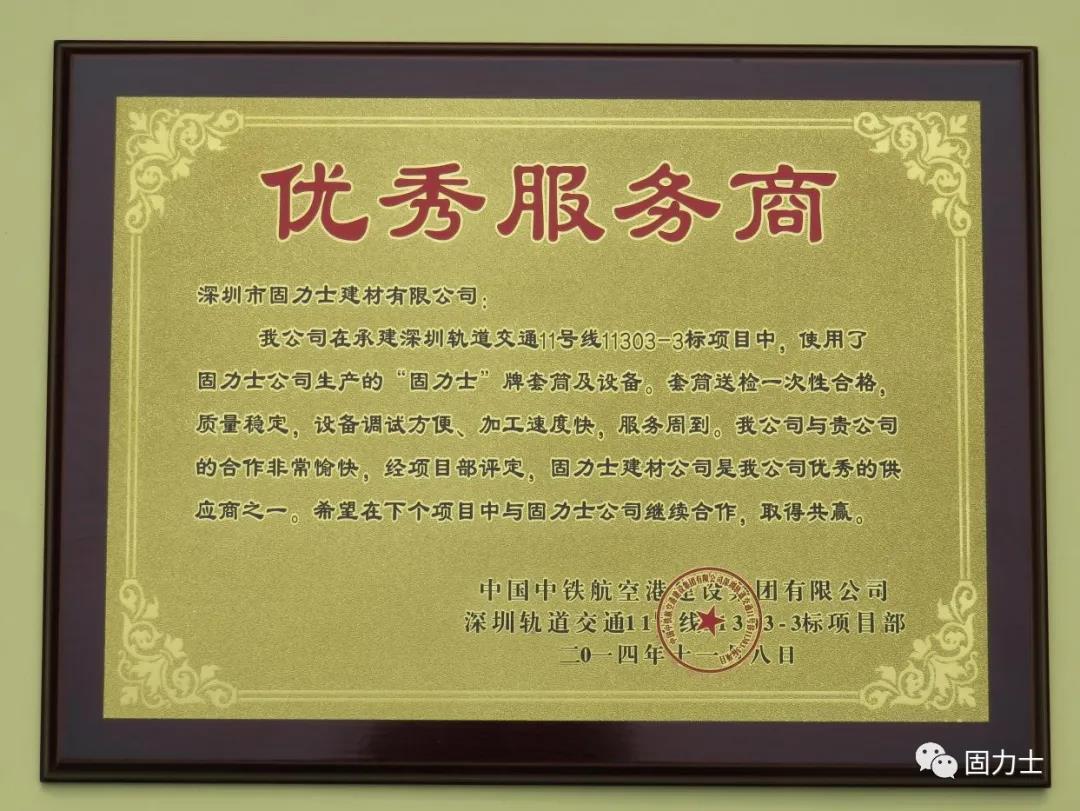 优秀服务商
深圳市固力士建材有限公司：
我公司在承建深圳轨道交通11号线11303-3标项目中，使用了
固力士公司生产的“固力士”牌套筒及设备。套筒送检一次性合格，
质量稳定，设备调试方便、加工速度快，服务周到。我公司与贵公司
的合作非常愉快，经项目部评定，固力士建材公司是我公司优秀的供
应商之一。希望在下个项目中与固力士公司继续合作，取得共赢。
中国中铁航空港建设集团有限公司
深圳轨道交通11号线11303-3标项目部
二0一四年十一月八日
固力士